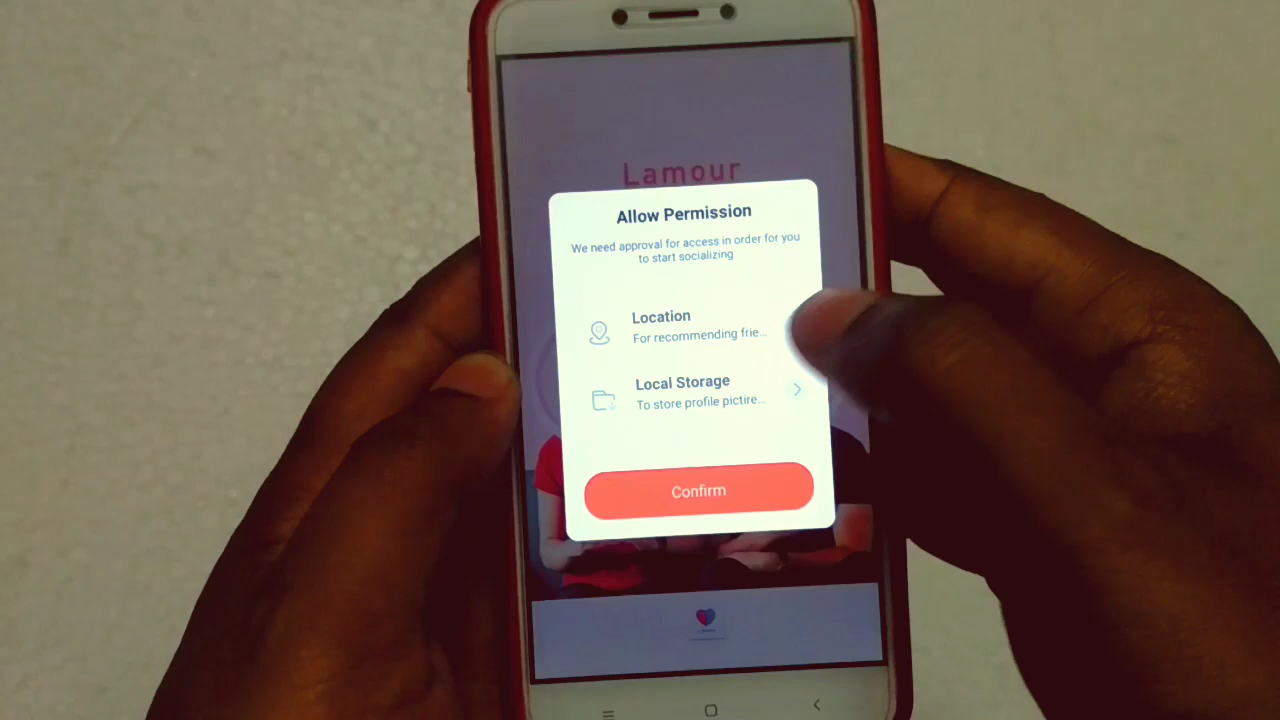 Lamour
Allow Permission
We need approval for access in order for you
to start socializing
Location
For recommending frie...
Local Storage
To store profile pictire...
Confirm